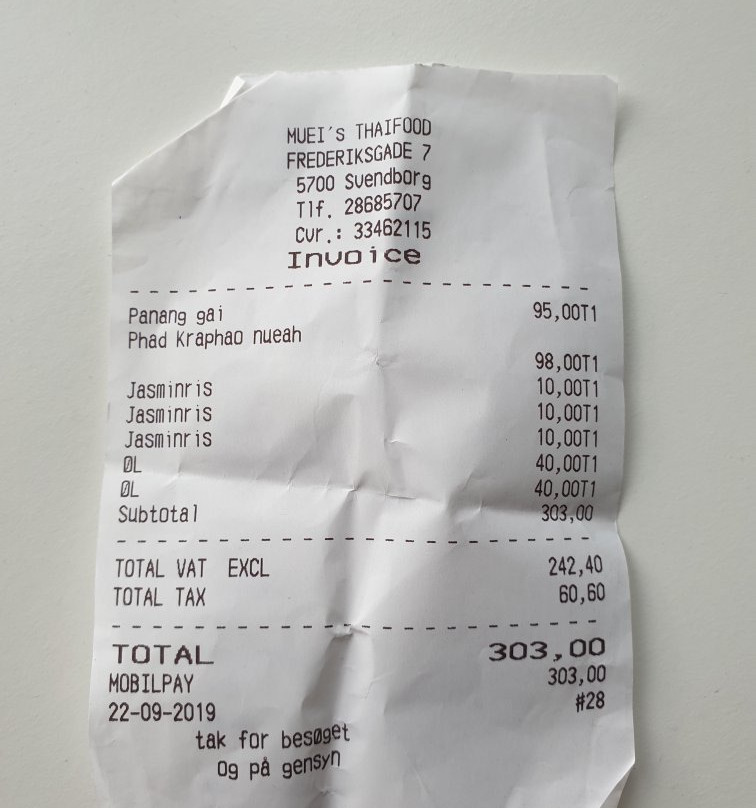 MUEI's THAIFOOD
FREDERIKSGADE 7
5700 Svendborg
Tlf. 28685707
Cvr.: 33462115
Invoice
Panang gai 95,00T1
Phad Kraphao nueah
98,00T1
Jasminris 10,00T1
Jasminris 10,00T1
Jasminris 10,00T1
ØL 40,00T1
ØL 40,00T1
Subtotal 303,00
TOTAL VAT EXCL 242,40
TOTAL TAX 60,60
TOTAL 303,00
MOBILPAY 303,00
22-09-2019 #28
tak for besøget
Og på gensyn